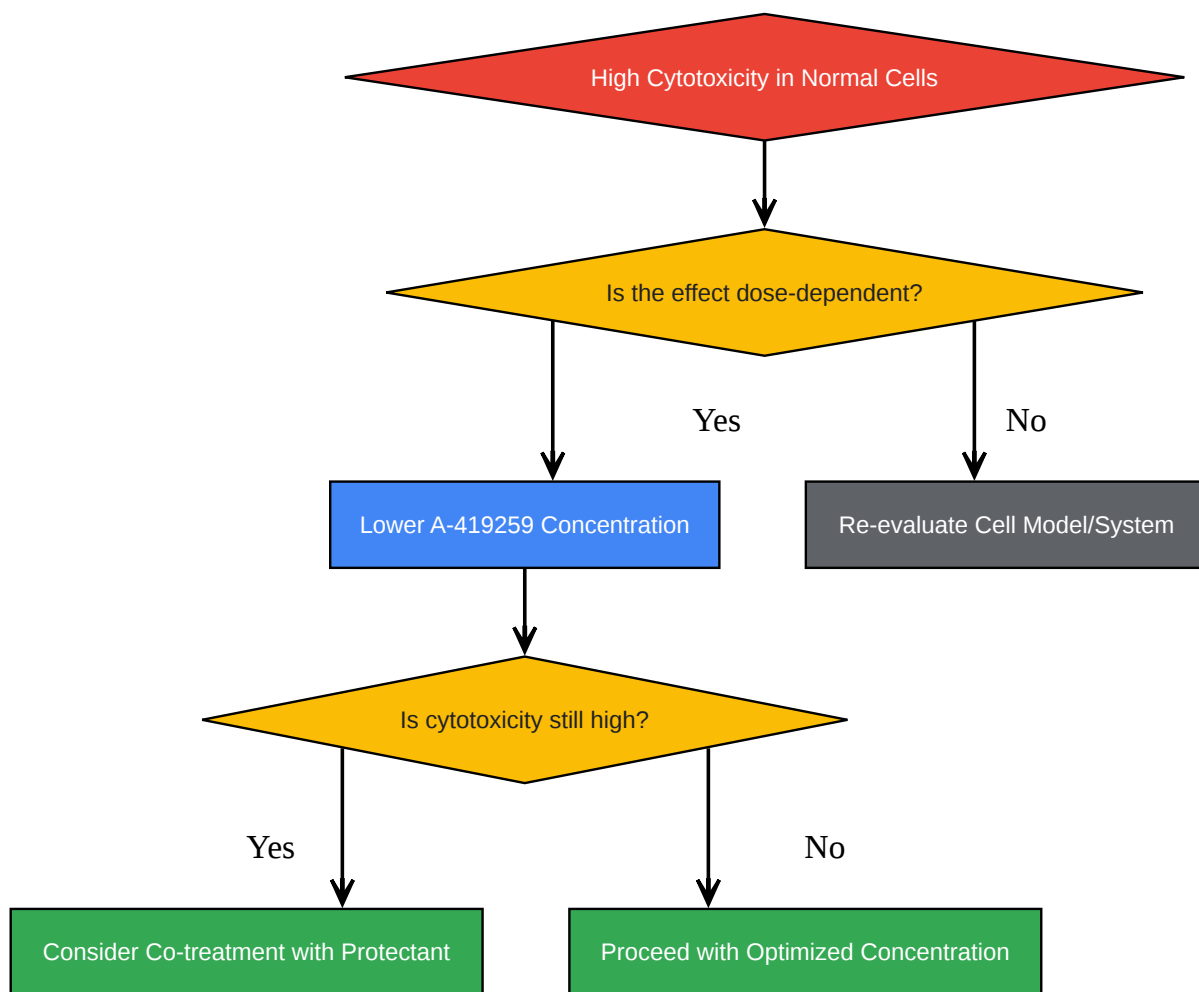 High Cytotoxicity in Normal Cells
Is the effect dose-dependent?
Yes
No
Lower A-419259 Concentration
Re-evaluate Cell Model/System
Is cytotoxicity still high?
Yes
No
Consider Co-treatment with Protectant
Proceed with Optimized Concentration